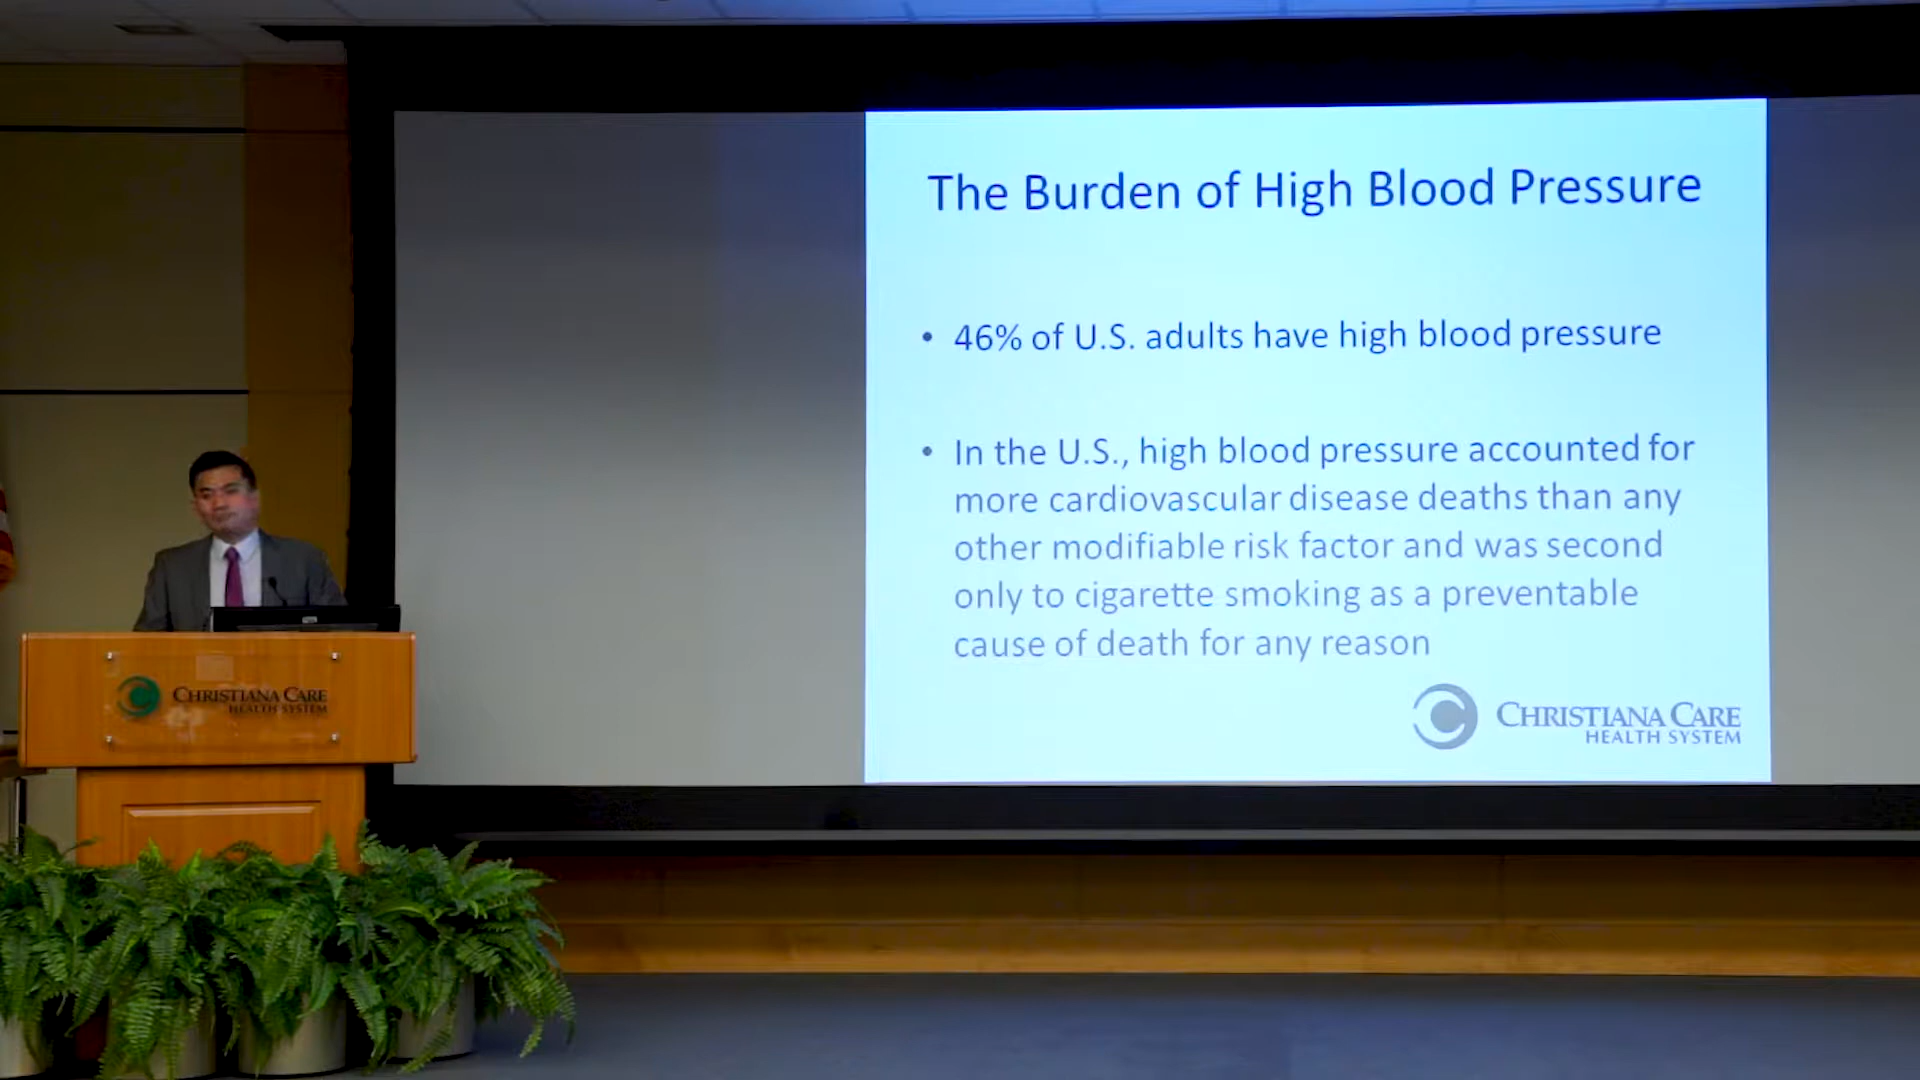 The Burden of High Blood Pressure
• 46% of U.S. adults have high blood pressure
• In the U.S., high blood pressure accounted for
more cardiovascular disease deaths than any
other modifiable risk factor and was second
only to cigarette smoking as a preventable
cause of death for any reason
CHRISTIANA CARE
HEALTH SYSTEM
CHRISTIANA CARE
HEALTH SYSTEM